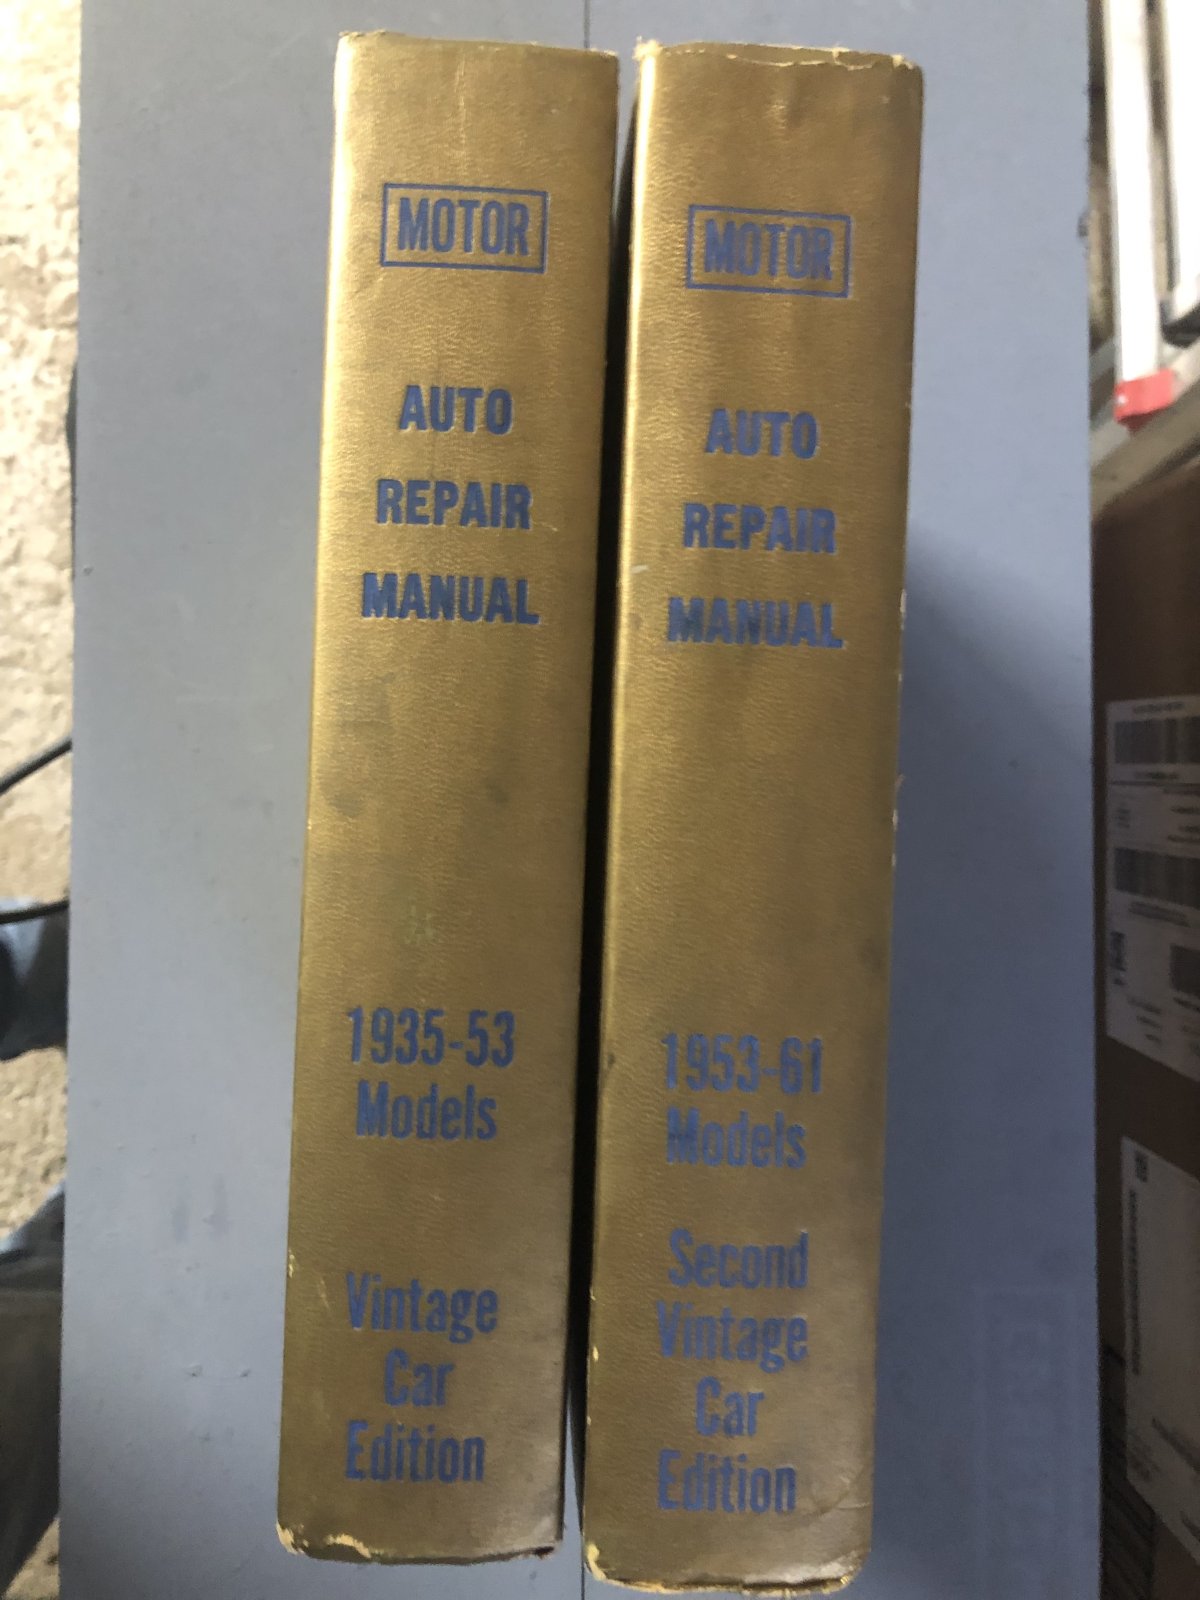 MOTOR
AUTO
REPAIR
MANUAL
1935-53
Models
Vintage
Car
Edition
MOTOR
AUTO
REPAIR
MANUAL
1953-61
Models
Second
Vintage
Car
Edition